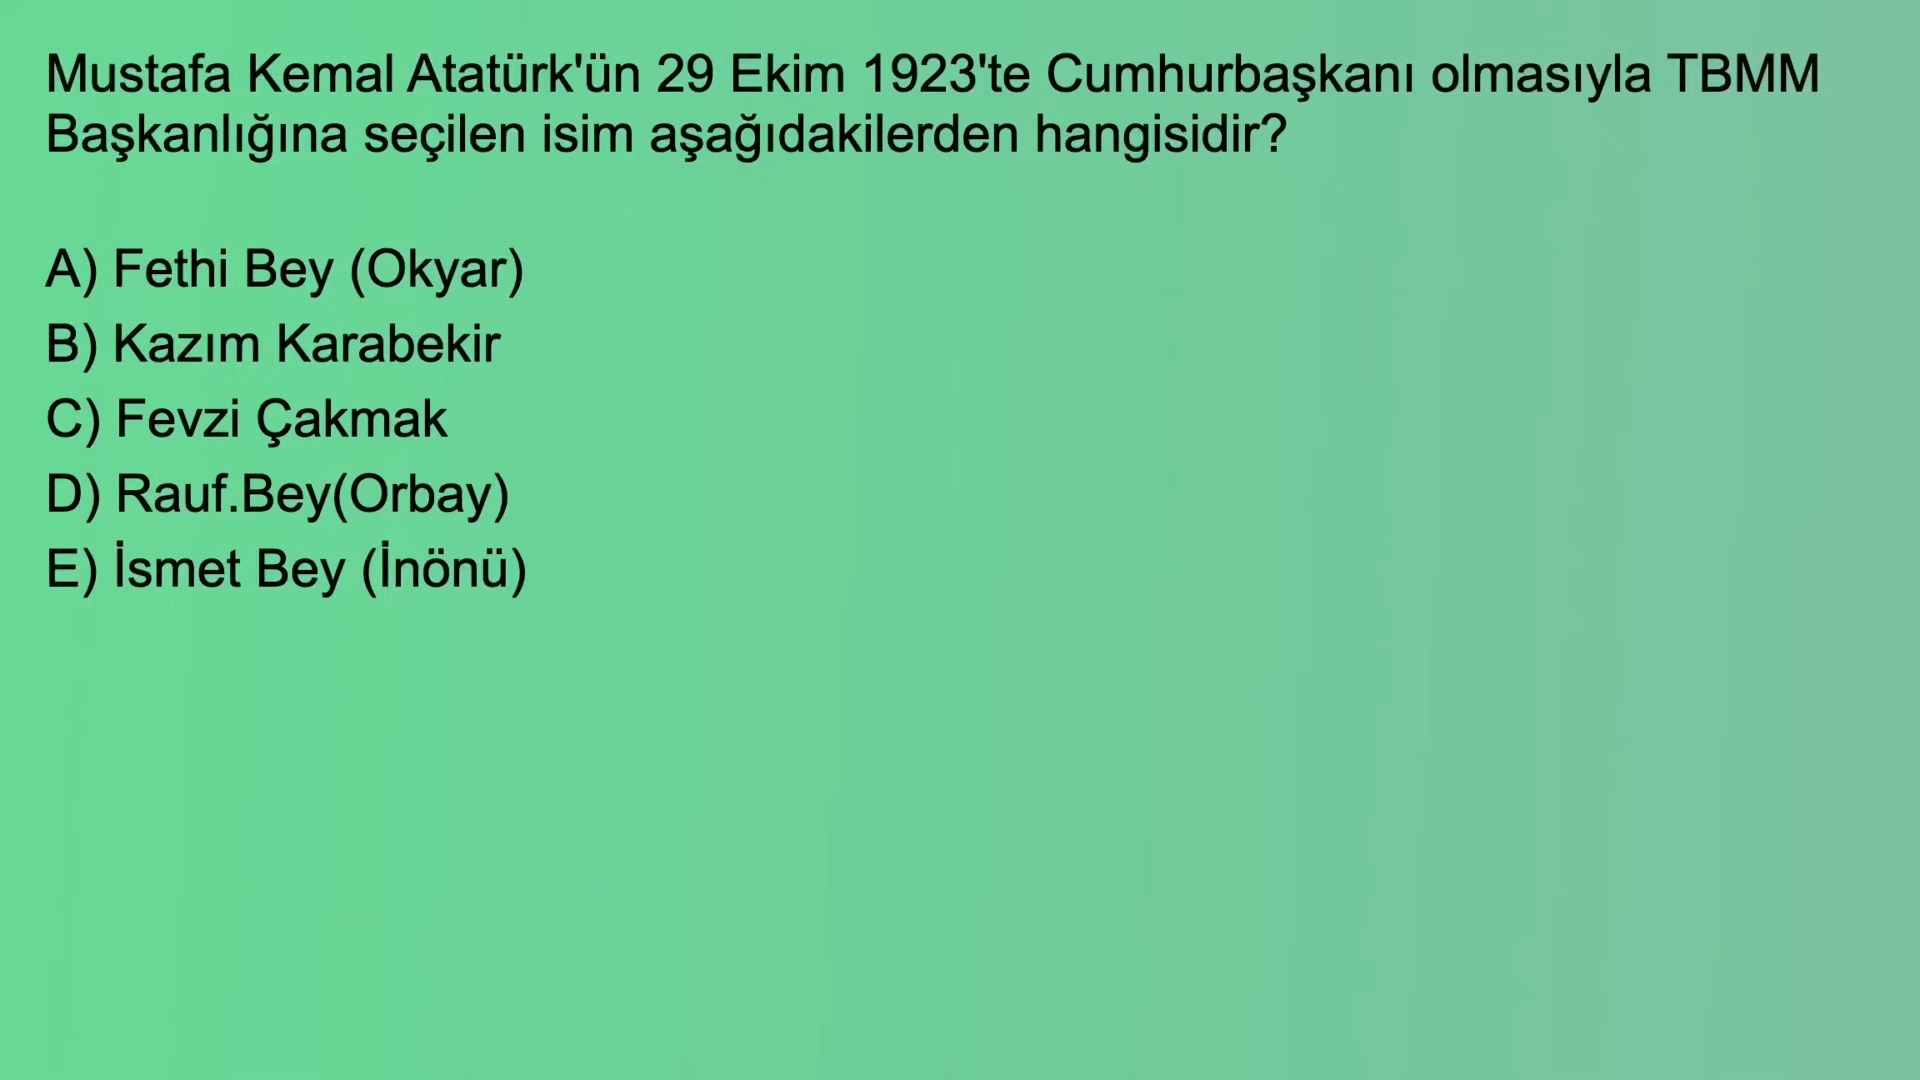 Mustafa Kemal Atatürk'ün 29 Ekim 1923'te Cumhurbaşkanı olmasıyla TBMM
Başkanlığına seçilen isim aşağıdakilerden hangisidir?
A) Fethi Bey (Okyar)
B) Kazım Karabekir
C) Fevzi Çakmak
D) Rauf.Bey(Orbay)
E) İsmet Bey (İnönü)